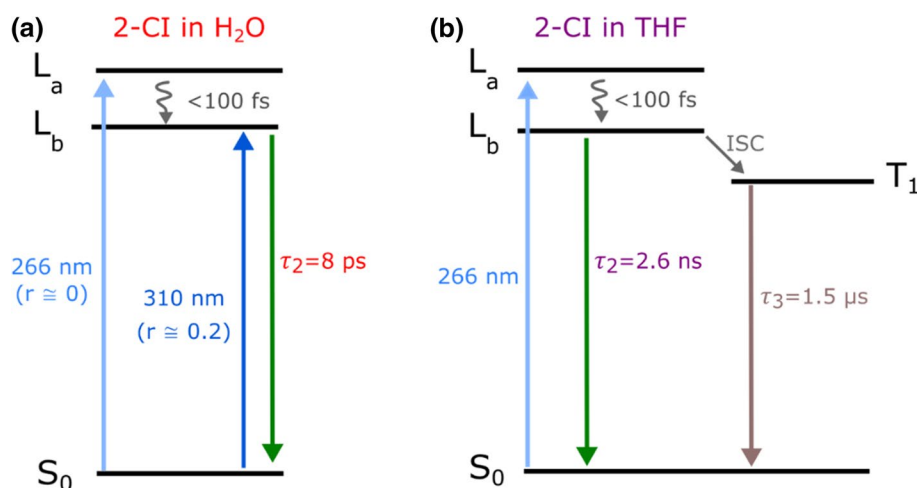 (a) 2-CI in H₂O
Lₐ
<100 fs
L_b
266 nm
(r ≅ 0)
310 nm
(r ≅ 0.2)
τ₂=8 ps
S₀
(b) 2-CI in THF
Lₐ
<100 fs
L_b
ISC
T₁
266 nm
τ₂=2.6 ns
τ₃=1.5 µs
S₀